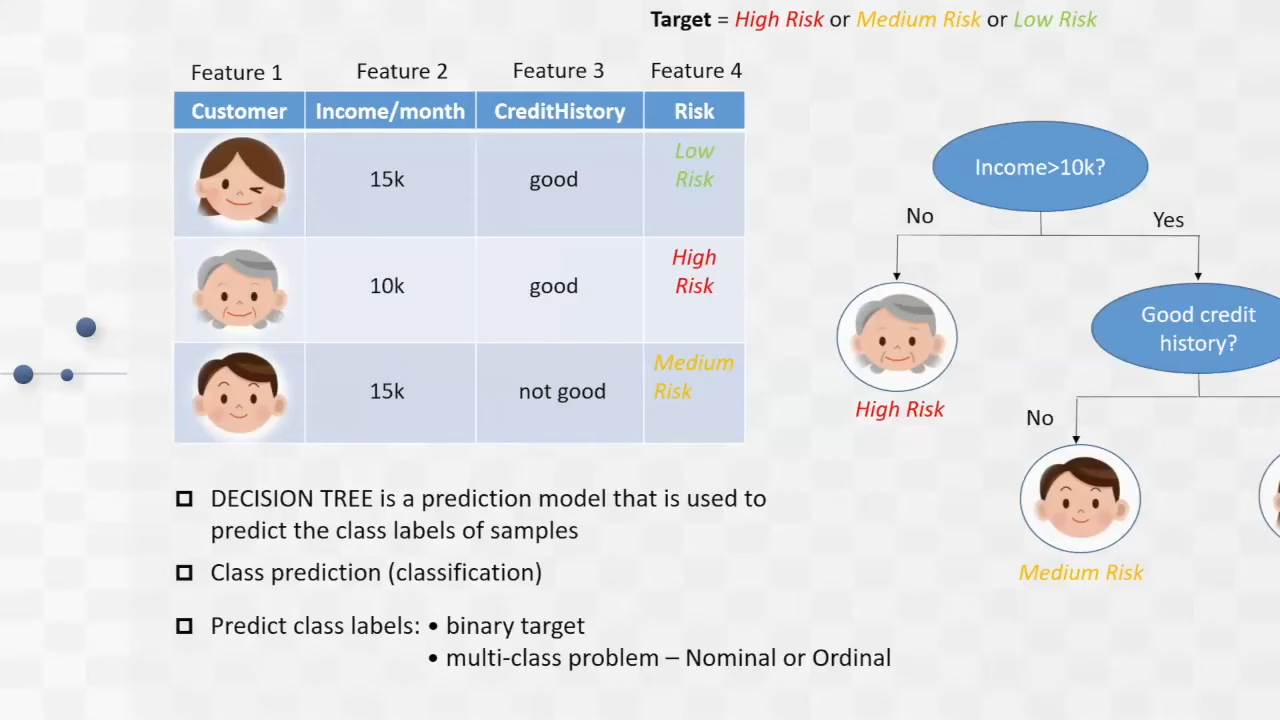 Target = High Risk or Medium Risk or Low Risk
Feature 1 Feature 2 Feature 3 Feature 4
Customer Income/month CreditHistory Risk
15k good Low
Risk
10k good High
Risk
15k not good Medium
Risk
Income>10k?
No Yes
High Risk
Good credit
history?
No
Medium Risk
DECISION TREE is a prediction model that is used to
predict the class labels of samples
Class prediction (classification)
Predict class labels: • binary target
• multi-class problem – Nominal or Ordinal